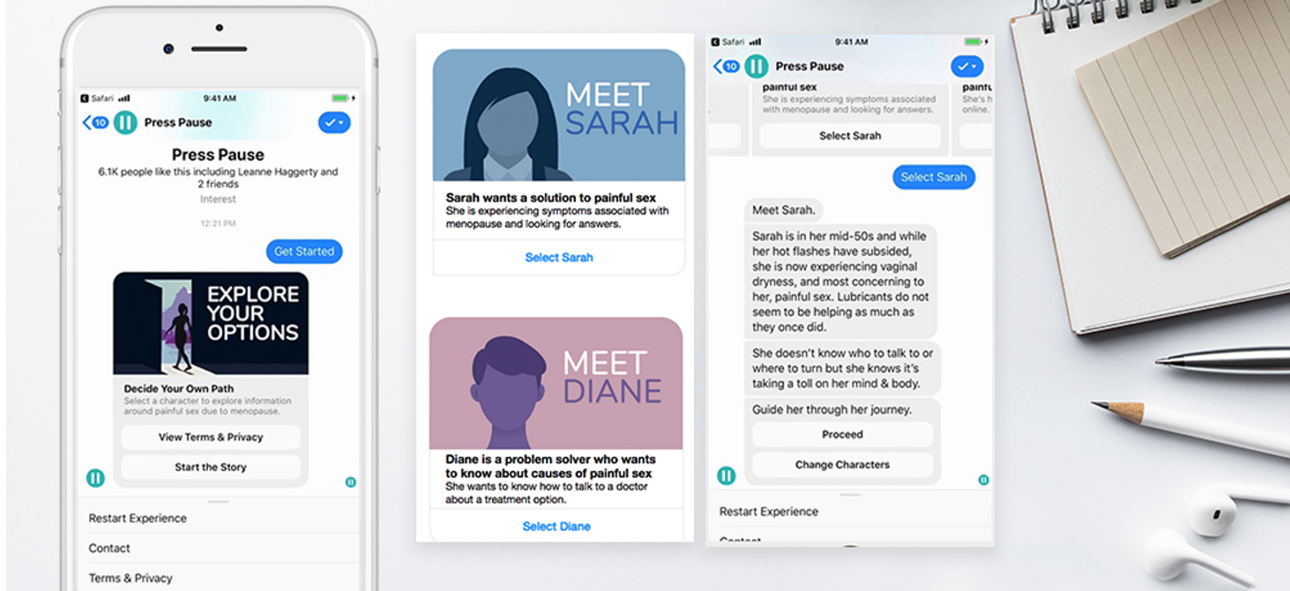 Safari
9:41 AM
10
Press Pause
Press Pause
6.1K people like this including Leanne Haggerty and
2 friends
Interest
12:21 PM
Get Started
EXPLORE
YOUR
OPTIONS
Decide Your Own Path
Select a character to explore information
around painful sex due to menopause.
View Terms & Privacy
Start the Story
Restart Experience
Contact
Terms & Privacy
MEET
SARAH
Sarah wants a solution to painful sex
She is experiencing symptoms associated with
menopause and looking for answers.
Select Sarah
MEET
DIANE
Diane is a problem solver who wants
to know about causes of painful sex
She wants to know how to talk to a doctor
about a treatment option.
Select Diane
Safari
9:41 AM
10
Press Pause
painful sex
She is experiencing symptoms associated
with menopause and looking for answers.
Select Sarah
painfu
She's h
online.
Select Sarah
Meet Sarah.
Sarah is in her mid-50s and while
her hot flashes have subsided,
she is now experiencing vaginal
dryness, and most concerning to
her, painful sex. Lubricants do not
seem to be helping as much as
they once did.
She doesn't know who to talk to or
where to turn but she knows it's
taking a toll on her mind & body.
Guide her through her journey.
Proceed
Change Characters
Restart Experience
Contact